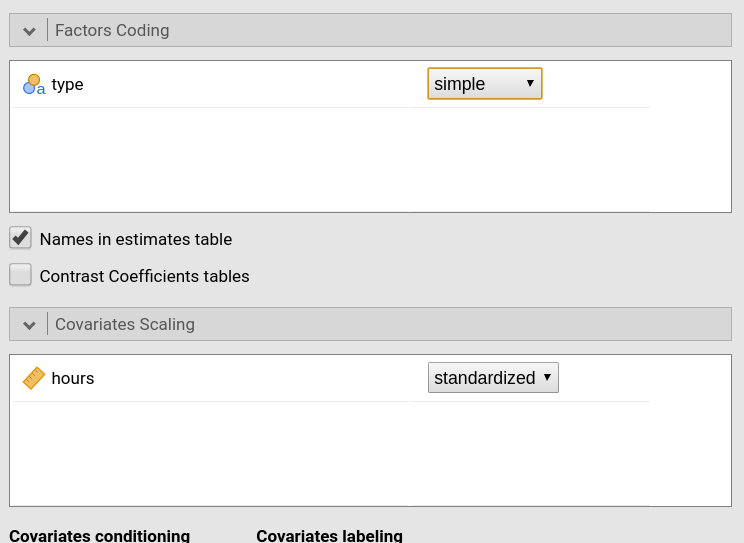 Factors Coding
a type simple
Names in estimates table
Contrast Coefficients tables
Covariates Scaling
hours standardized
Covariates conditioning Covariates labeling